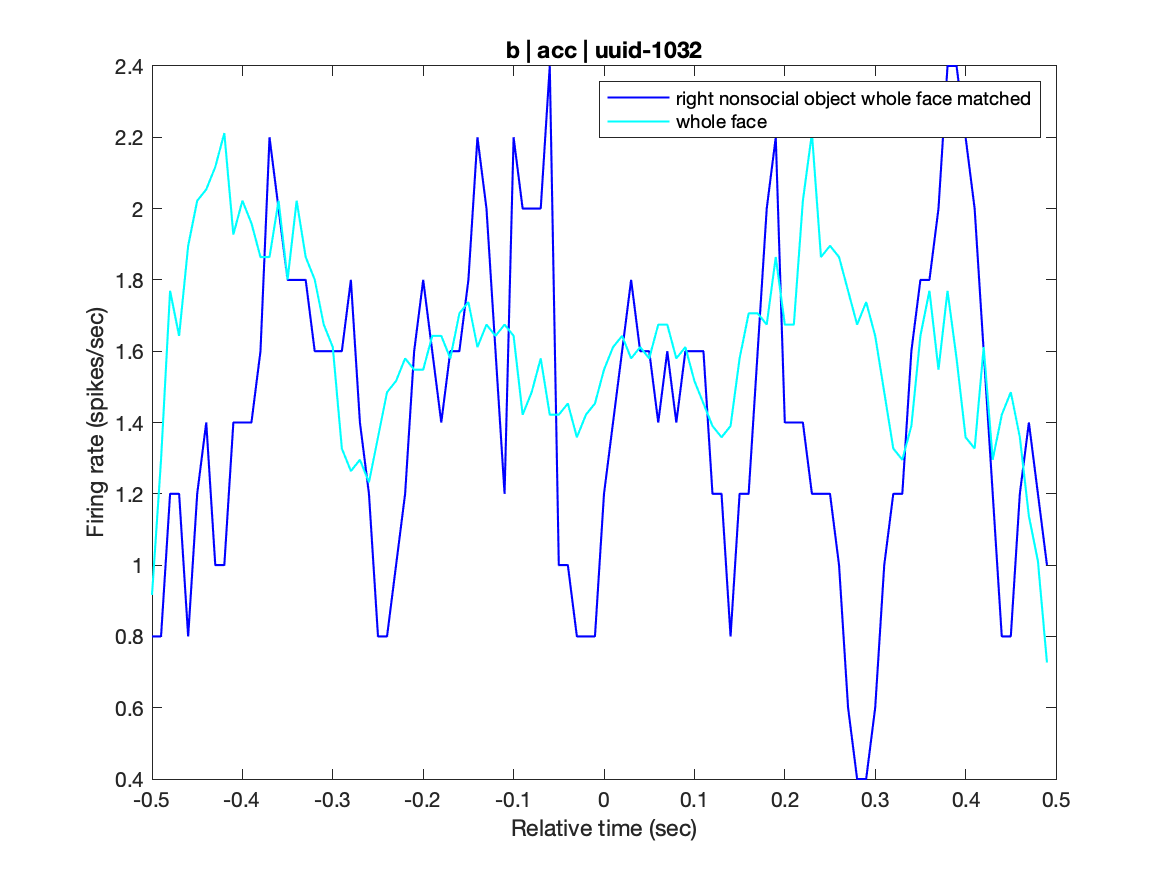 b | acc | uuid-1032
right nonsocial object whole face matched
whole face
2.4
2.2
2
1.8
1.6
1.4
1.2
1
0.8
0.6
0.4
Firing rate (spikes/sec)
-0.5 -0.4 -0.3 -0.2 -0.1 0 0.1 0.2 0.3 0.4 0.5
Relative time (sec)